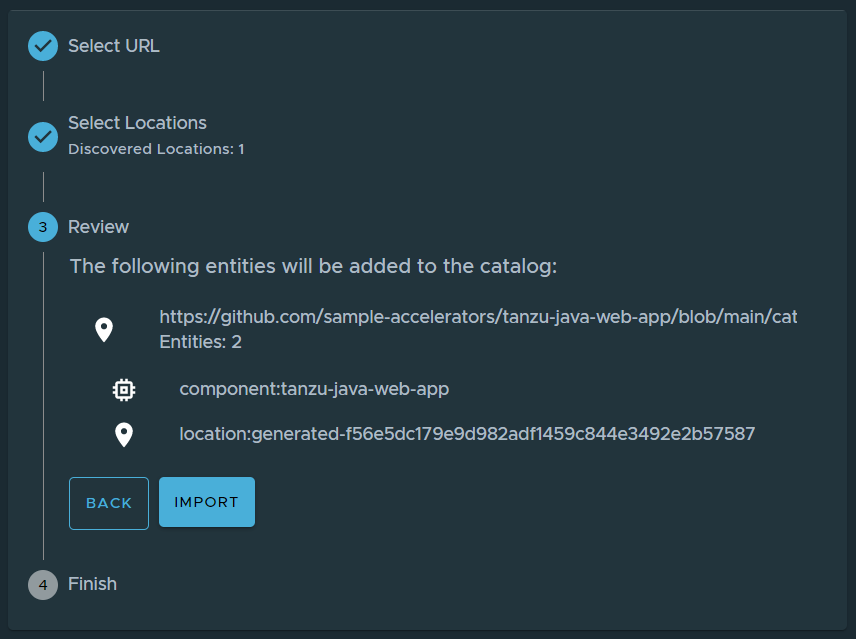 Select URL
Select Locations
Discovered Locations: 1
3 Review
The following entities will be added to the catalog:
https://github.com/sample-accelerators/tanzu-java-web-app/blob/main/cat
Entities: 2
component:tanzu-java-web-app
location:generated-f56e5dc179e9d982adf1459c844e3492e2b57587
BACK IMPORT
4 Finish